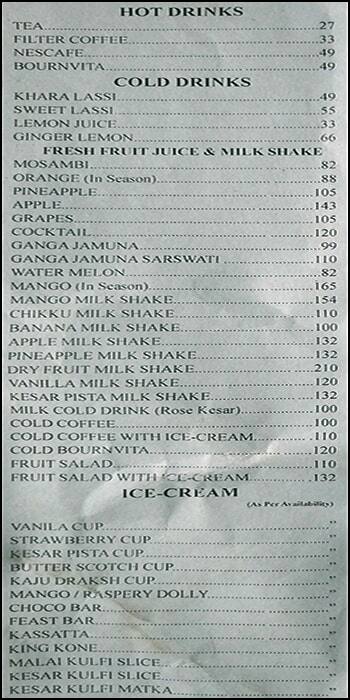 HOT DRINKS
TEA 27
FILTER COFFEE 33
NESCAFE 49
BOURNVITA 49
COLD DRINKS
KHARA LASSI 49
SWEET LASSI 55
LEMON JUICE 33
GINGER LEMON 66
FRESH FRUIT JUICE & MILK SHAKE
MOSAMBI 82
ORANGE (In Season) 88
PINEAPPLE 105
APPLE 143
GRAPES 105
COCKTAIL 120
GANGA JAMUNA 99
GANGA JAMUNA SARSWATI 110
WATER MELON 82
MANGO (In Season) 165
MANGO MILK SHAKE 154
CHIKKU MILK SHAKE 110
BANANA MILK SHAKE 100
APPLE MILK SHAKE 132
PINEAPPLE MILK SHAKE 132
DRY FRUIT MILK SHAKE 210
VANILLA MILK SHAKE 120
KESAR PISTA MILK SHAKE 132
MILK COLD DRINK (Rose Kesar) 100
COLD COFFEE 100
COLD COFFEE WITH ICE-CREAM 110
COLD BOURNVITA 120
FRUIT SALAD 110
FRUIT SALAD WITH ICE-CREAM 132
ICE-CREAM
(As Per Availability)
VANILA CUP "
STRAWBERRY CUP "
KESAR PISTA CUP "
BUTTER SCOTCH CUP "
KAJU DRAKSH CUP "
MANGO / RASPERY DOLLY "
CHOCO BAR "
FEAST BAR "
KASSATTA "
KING KONE "
MALAI KULFI SLICE "
KESAR KULFI SLICE "
KESAR KULFI MATKA "